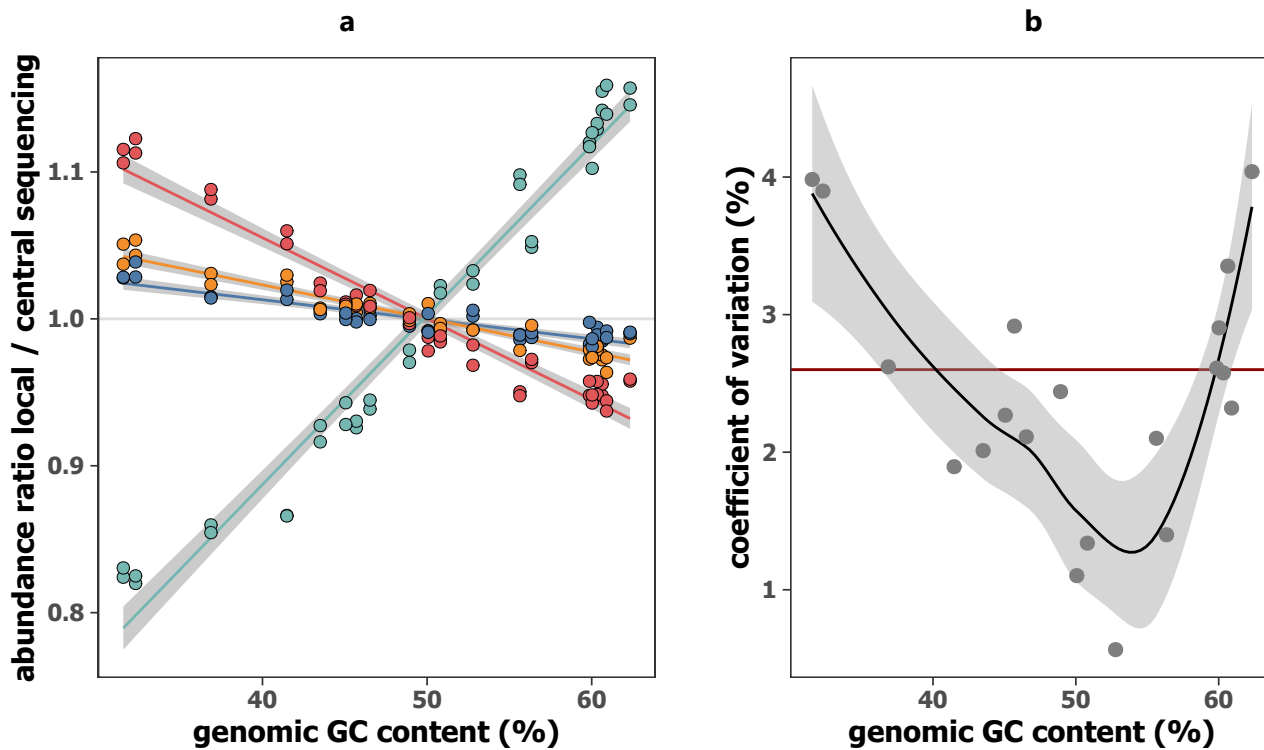 a
abundance ratio local / central sequencing
1.1
1.0
0.9
0.8
40
50
60
genomic GC content (%)
b
coefficient of variation (%)
4
3
2
1
40
50
60
genomic GC content (%)